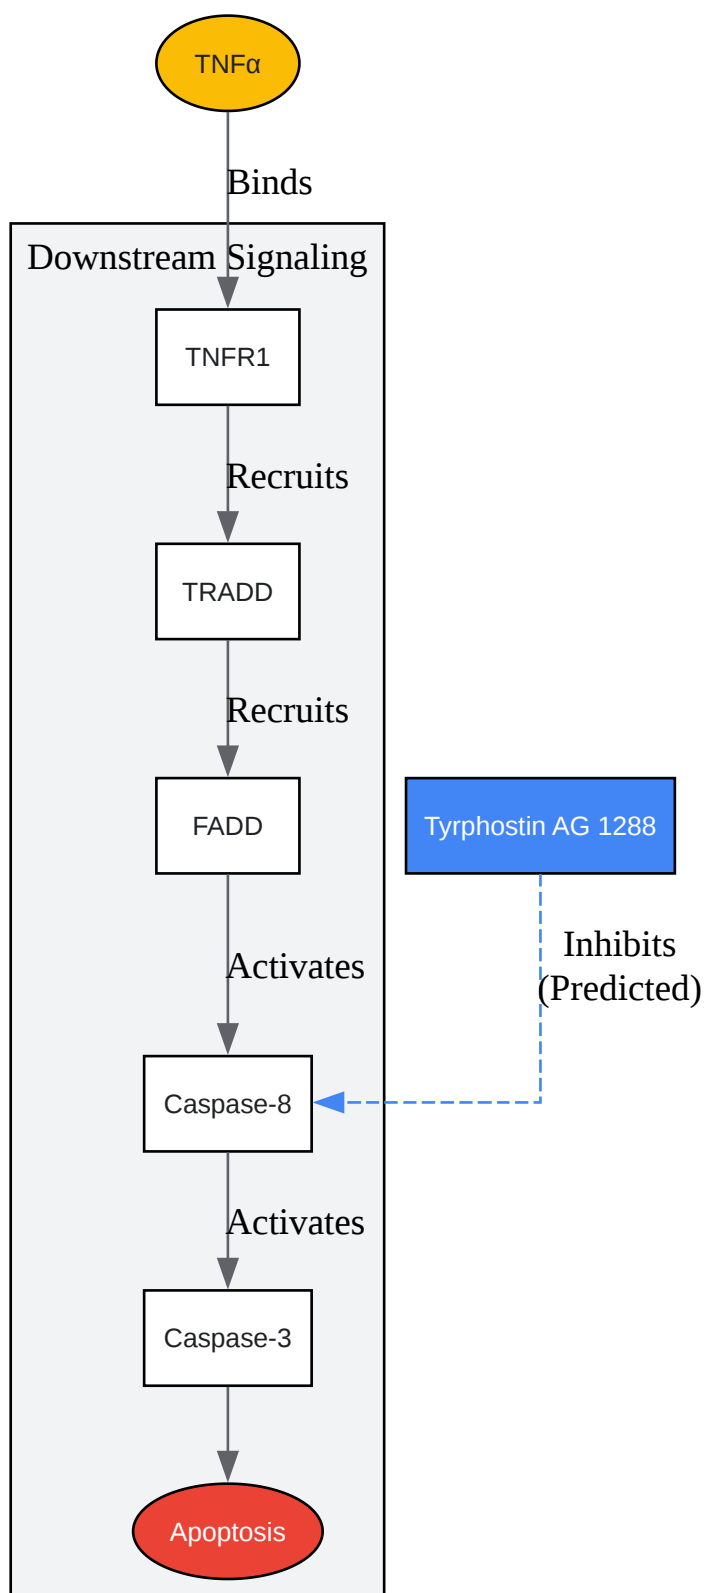 TNFα
Binds
Downstream Signaling
TNFR1
Recruits
TRADD
Recruits
FADD
Tyrphostin AG 1288
Inhibits
(Predicted)
Activates
Caspase-8
Activates
Caspase-3
Apoptosis